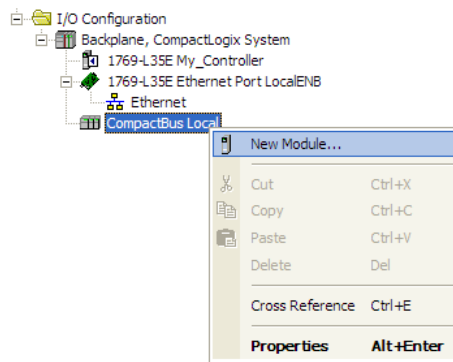 I/O Configuration
Backplane, CompactLogix System
1769-L35E My_Controller
1769-L35E Ethernet Port LocalENB
Ethernet
CompactBus Local
New Module...
Cut Ctrl+X
Copy Ctrl+C
Paste Ctrl+V
Delete Del
Cross Reference Ctrl+E
Properties Alt+Enter